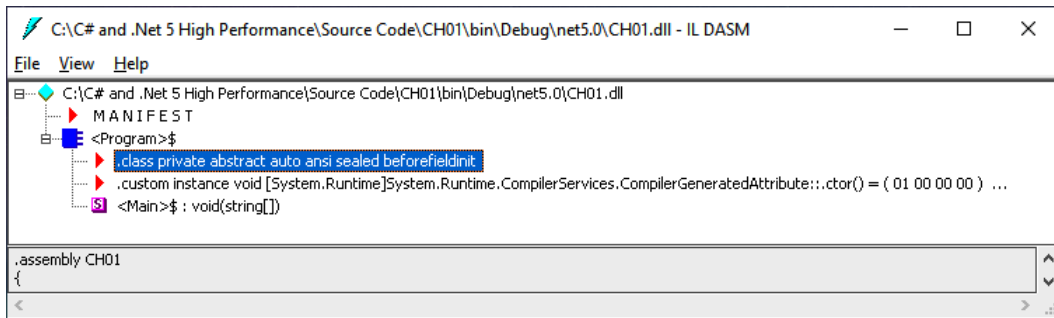 C:\C# and .Net 5 High Performance\Source Code\CH01\bin\Debug\net5.0\CH01.dll - IL DASM
File View Help
C:\C# and .Net 5 High Performance\Source Code\CH01\bin\Debug\net5.0\CH01.dll
M A N I F E S T
<Program>$
.class private abstract auto ansi sealed beforefieldinit
.custom instance void [System.Runtime]System.Runtime.CompilerServices.CompilerGeneratedAttribute::.ctor() = ( 01 00 00 00 ) ...
S <Main>$ : void(string[])
.assembly CH01
{